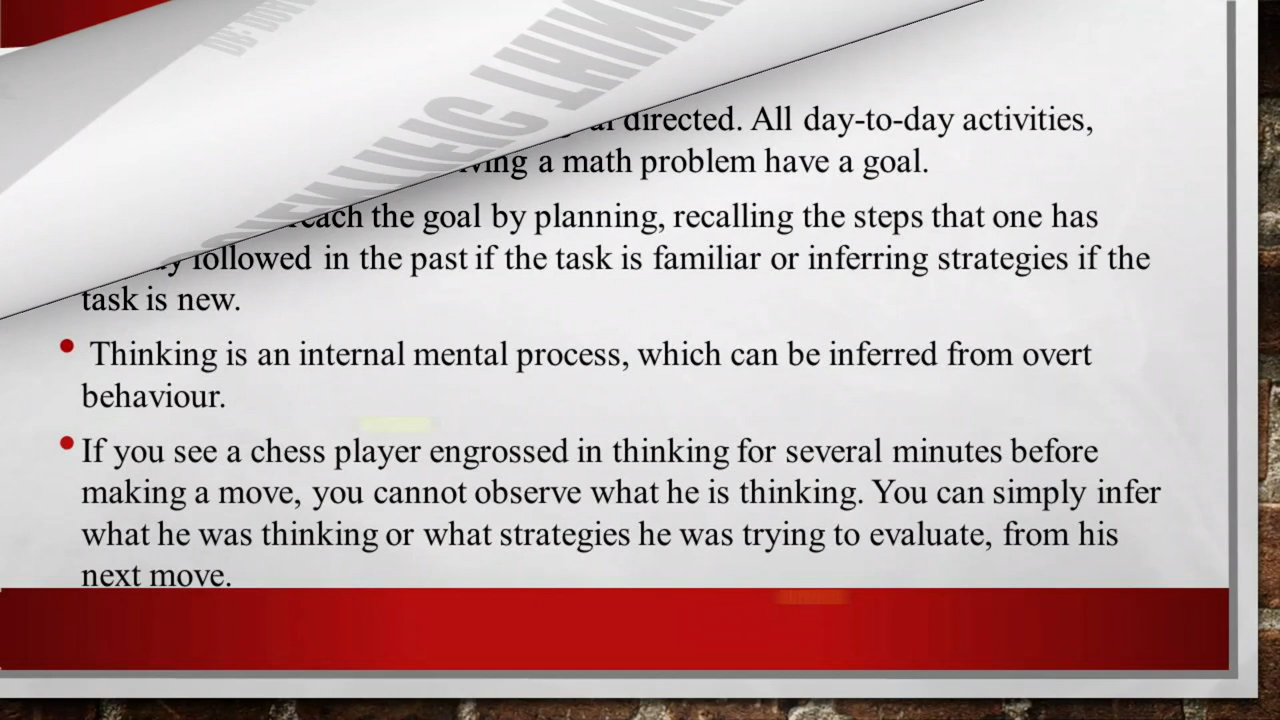 directed. All day-to-day activities,
a math problem have a goal.
the goal by planning, recalling the steps that one has
followed in the past if the task is familiar or inferring strategies if the
task is new.
• Thinking is an internal mental process, which can be inferred from overt
behaviour.
• If you see a chess player engrossed in thinking for several minutes before
making a move, you cannot observe what he is thinking. You can simply infer
what he was thinking or what strategies he was trying to evaluate, from his
next move.